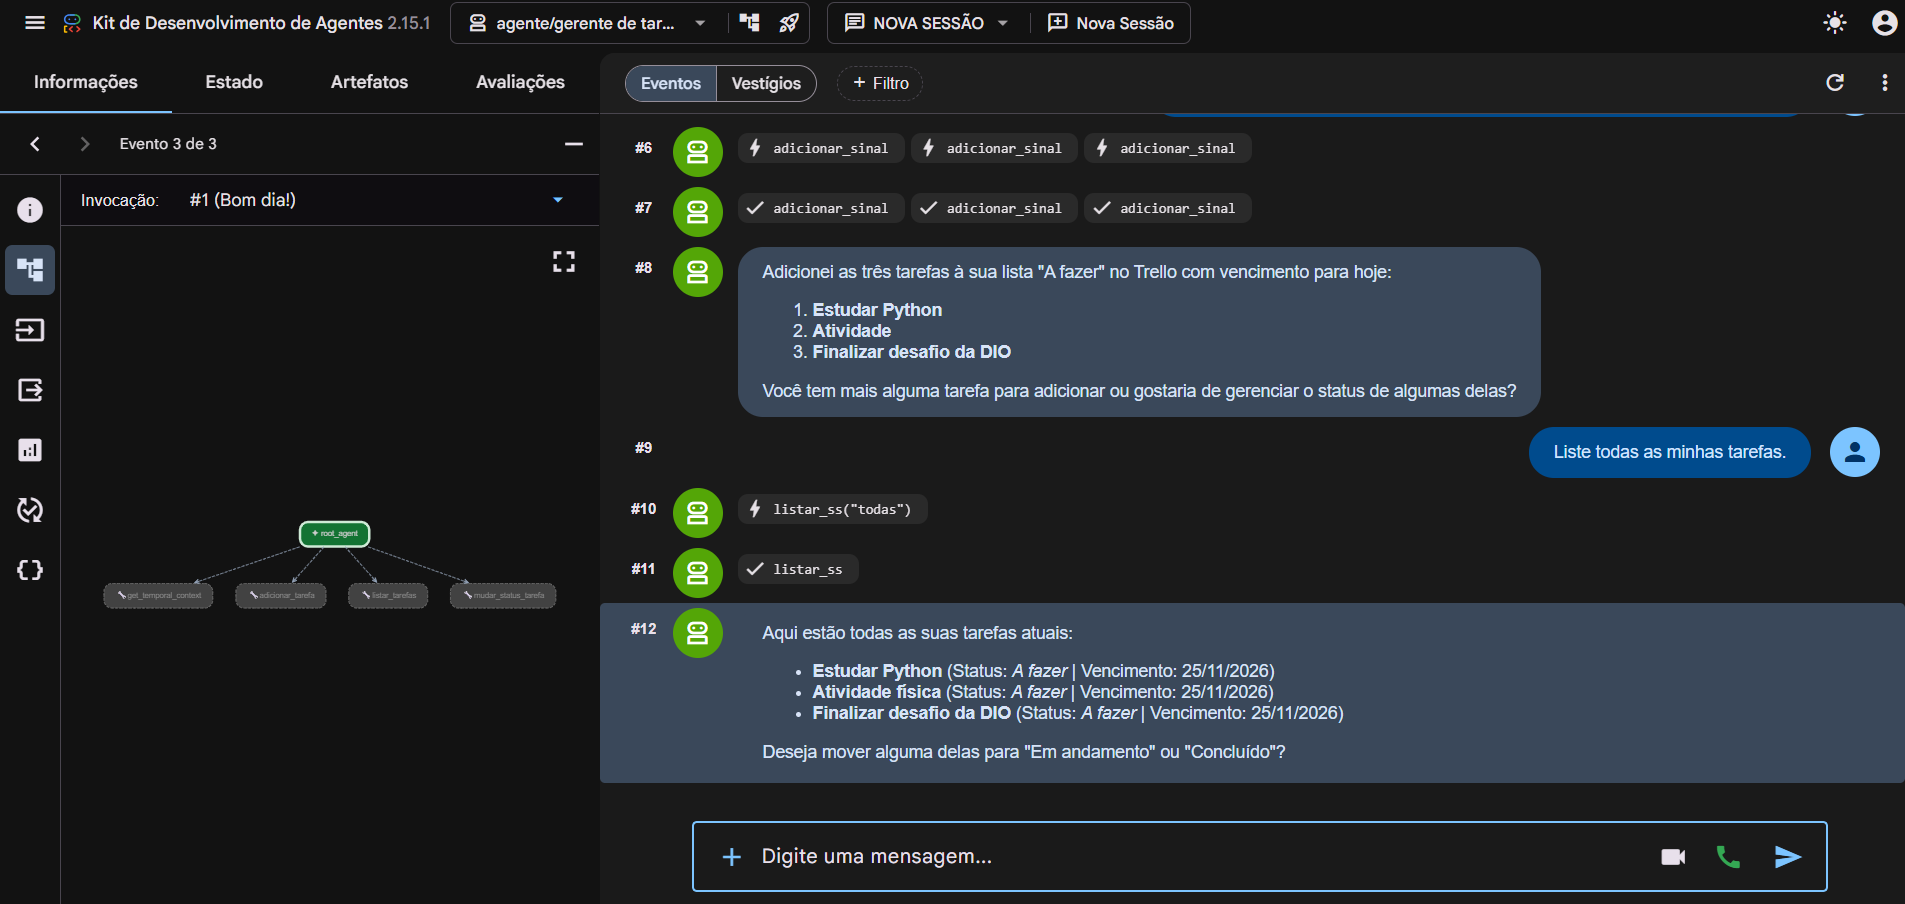 Kit de Desenvolvimento de Agentes 2.15.1
agente/gerente de tar...
NOVA SESSÃO
Nova Sessão
Informações
Estado
Artefatos
Avaliações
Eventos
Vestígios
+ Filtro
Evento 3 de 3
Invocação: #1 (Bom dia!)
root_agent
get_temporal_context
adicionar_tarefa
listar_tarefas
mudar_status_tarefa
#6
adicionar_sinal
adicionar_sinal
adicionar_sinal
#7
adicionar_sinal
adicionar_sinal
adicionar_sinal
#8
Adicionei as três tarefas à sua lista "A fazer" no Trello com vencimento para hoje:
1. Estudar Python
2. Atividade
3. Finalizar desafio da DIO
Você tem mais alguma tarefa para adicionar ou gostaria de gerenciar o status de algumas delas?
#9
Liste todas as minhas tarefas.
#10
listar_ss("todas")
#11
listar_ss
#12
Aqui estão todas as suas tarefas atuais:
• Estudar Python (Status: A fazer | Vencimento: 25/11/2026)
• Atividade física (Status: A fazer | Vencimento: 25/11/2026)
• Finalizar desafio da DIO (Status: A fazer | Vencimento: 25/11/2026)
Deseja mover alguma delas para "Em andamento" ou "Concluído"?
Digite uma mensagem...